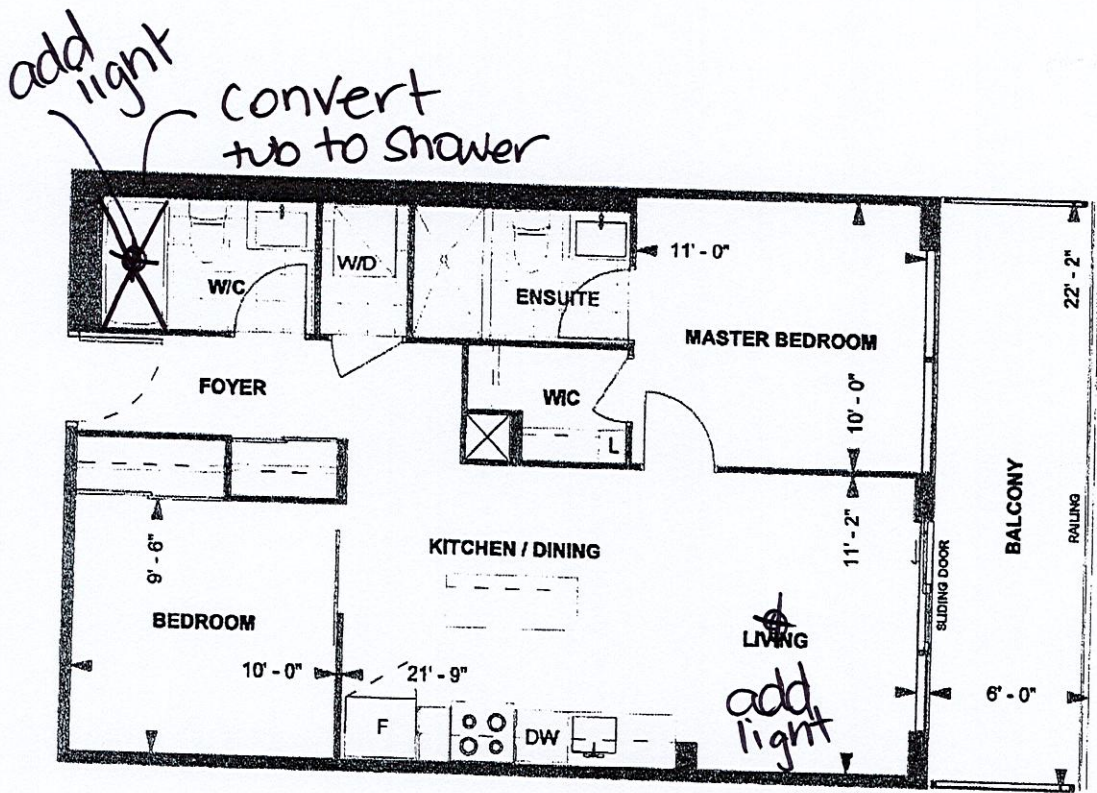 add
light
convert
tub to shower
W/C
W/D
ENSUITE
11' - 0"
22' - 2"
MASTER BEDROOM
FOYER
WIC
10' - 0"
L
11' - 2"
9' - 6"
KITCHEN / DINING
BALCONY
RAILING
SLIDING DOOR
BEDROOM
LIVING
10' - 0"
21' - 9"
6' - 0"
add
light
F
DW